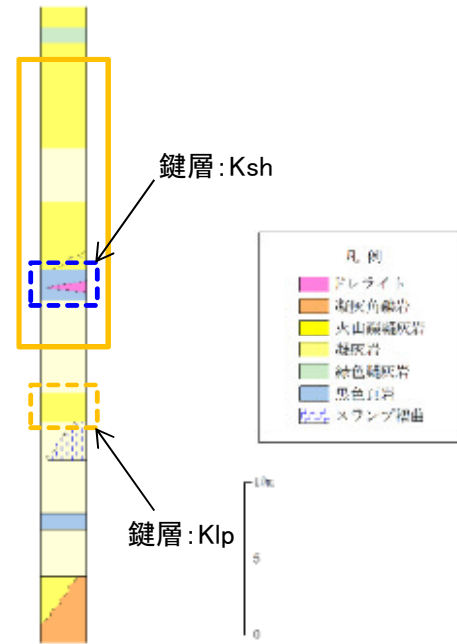 鍵層:Ksh
凡 例
ドレライト
凝灰角礫岩
火山礫凝灰岩
凝灰岩
緑色凝灰岩
黒色頁岩
スランプ褶曲
10m
5
0
鍵層:Klp